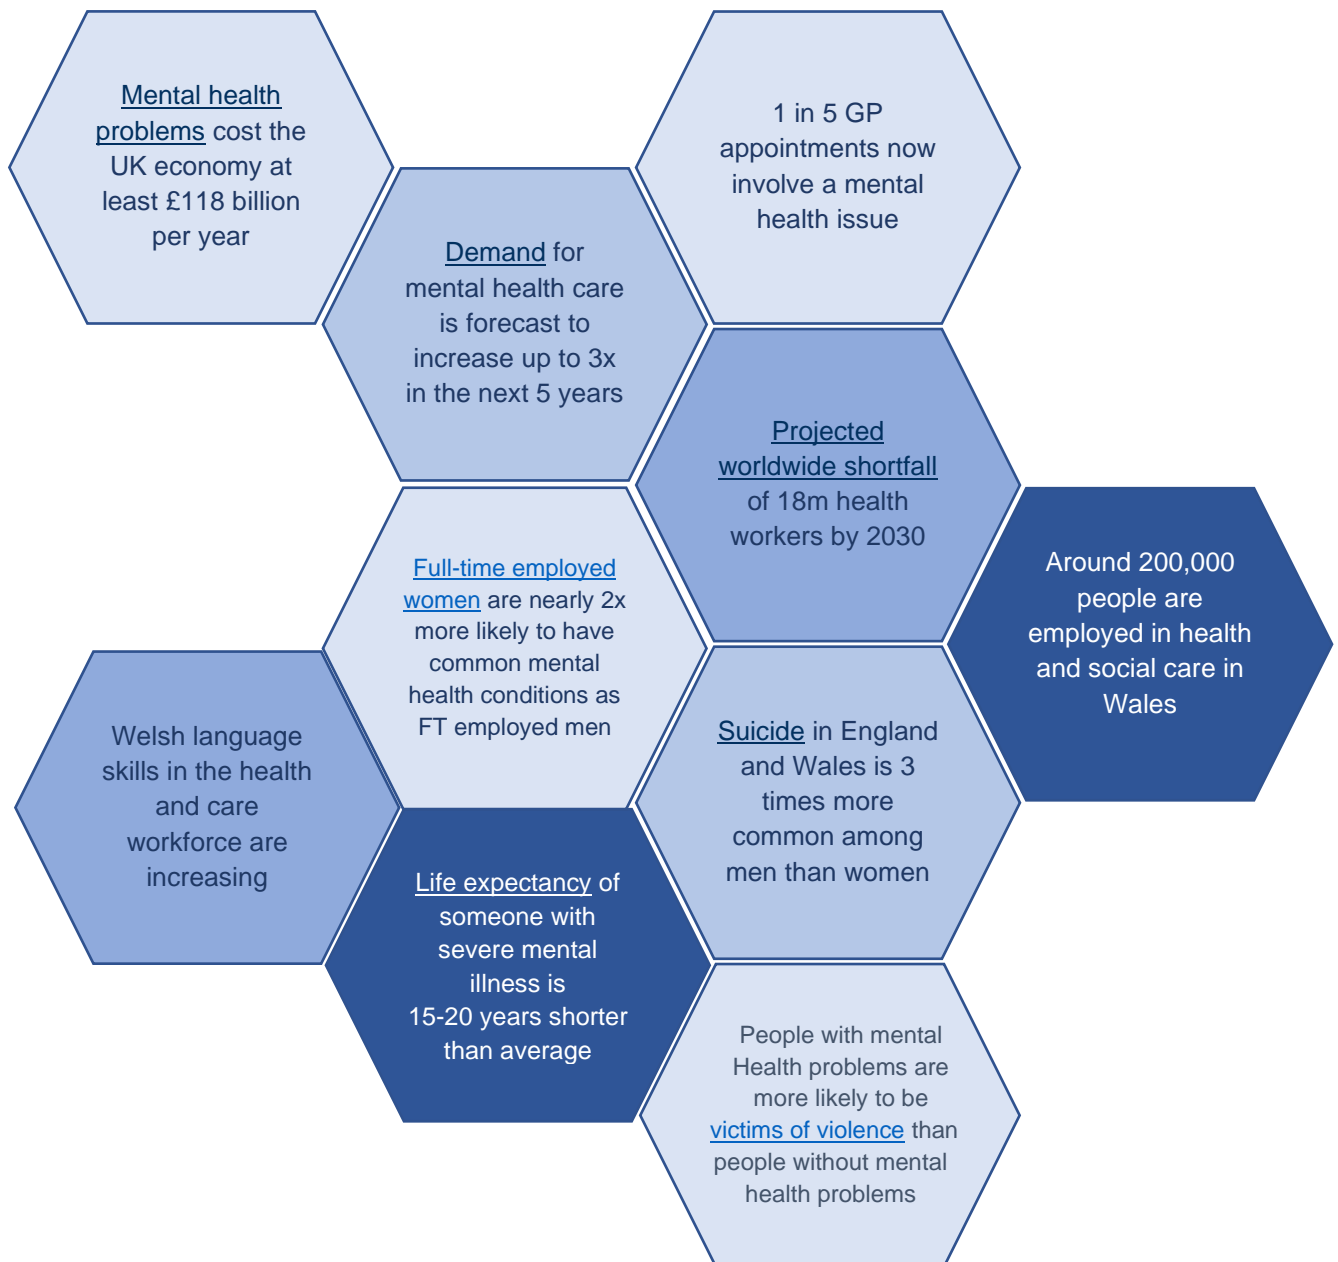 Mental health
problems cost the
UK economy at
least £118 billion
per year
1 in 5 GP
appointments now
involve a mental
health issue
Demand for
mental health care
is forecast to
increase up to 3x
in the next 5 years
Projected
worldwide shortfall
of 18m health
workers by 2030
Full-time employed
women are nearly 2x
more likely to have
common mental
health conditions as
FT employed men
Around 200,000
people are
employed in health
and social care in
Wales
Welsh language
skills in the health
and care
workforce are
increasing
Suicide in England
and Wales is 3
times more
common among
men than women
Life expectancy of
someone with
severe mental
illness is
15-20 years shorter
than average
People with mental
Health problems are
more likely to be
victims of violence than
people without mental
health problems